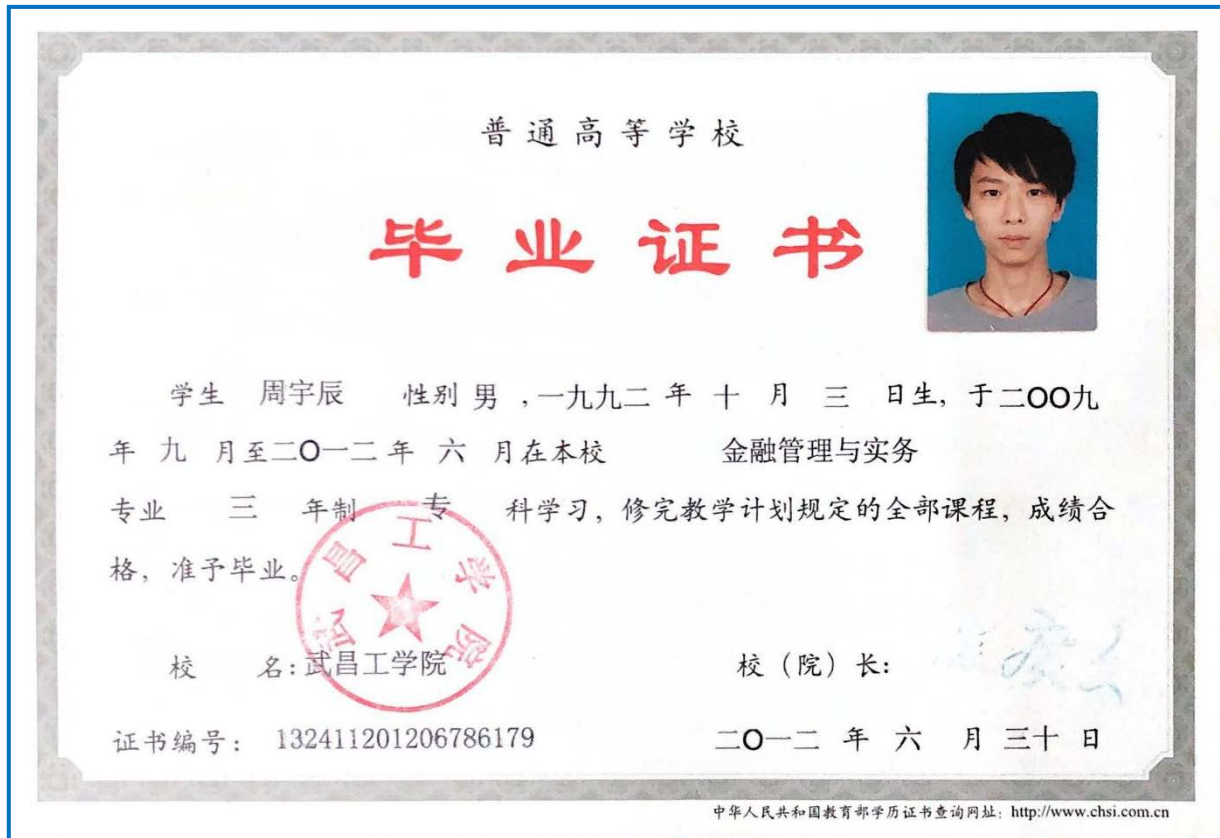 普通高等学校
毕业证书
学生 周宇辰 性别 男 ,一九九二 年 十 月 三 日生, 于二OO九
年 九 月至二O一二年 六 月在本校 金融管理与实务
专业 三 年制 专 科学习, 修完教学计划规定的全部课程, 成绩合
格, 准予毕业。
武昌工学院
校 名: 武昌工学院 校(院)长:
证书编号: 132411201206786179 二O一二 年 六 月 三十 日
中华人民共和国教育部学历证书查询网址: http://www.chsi.com.cn